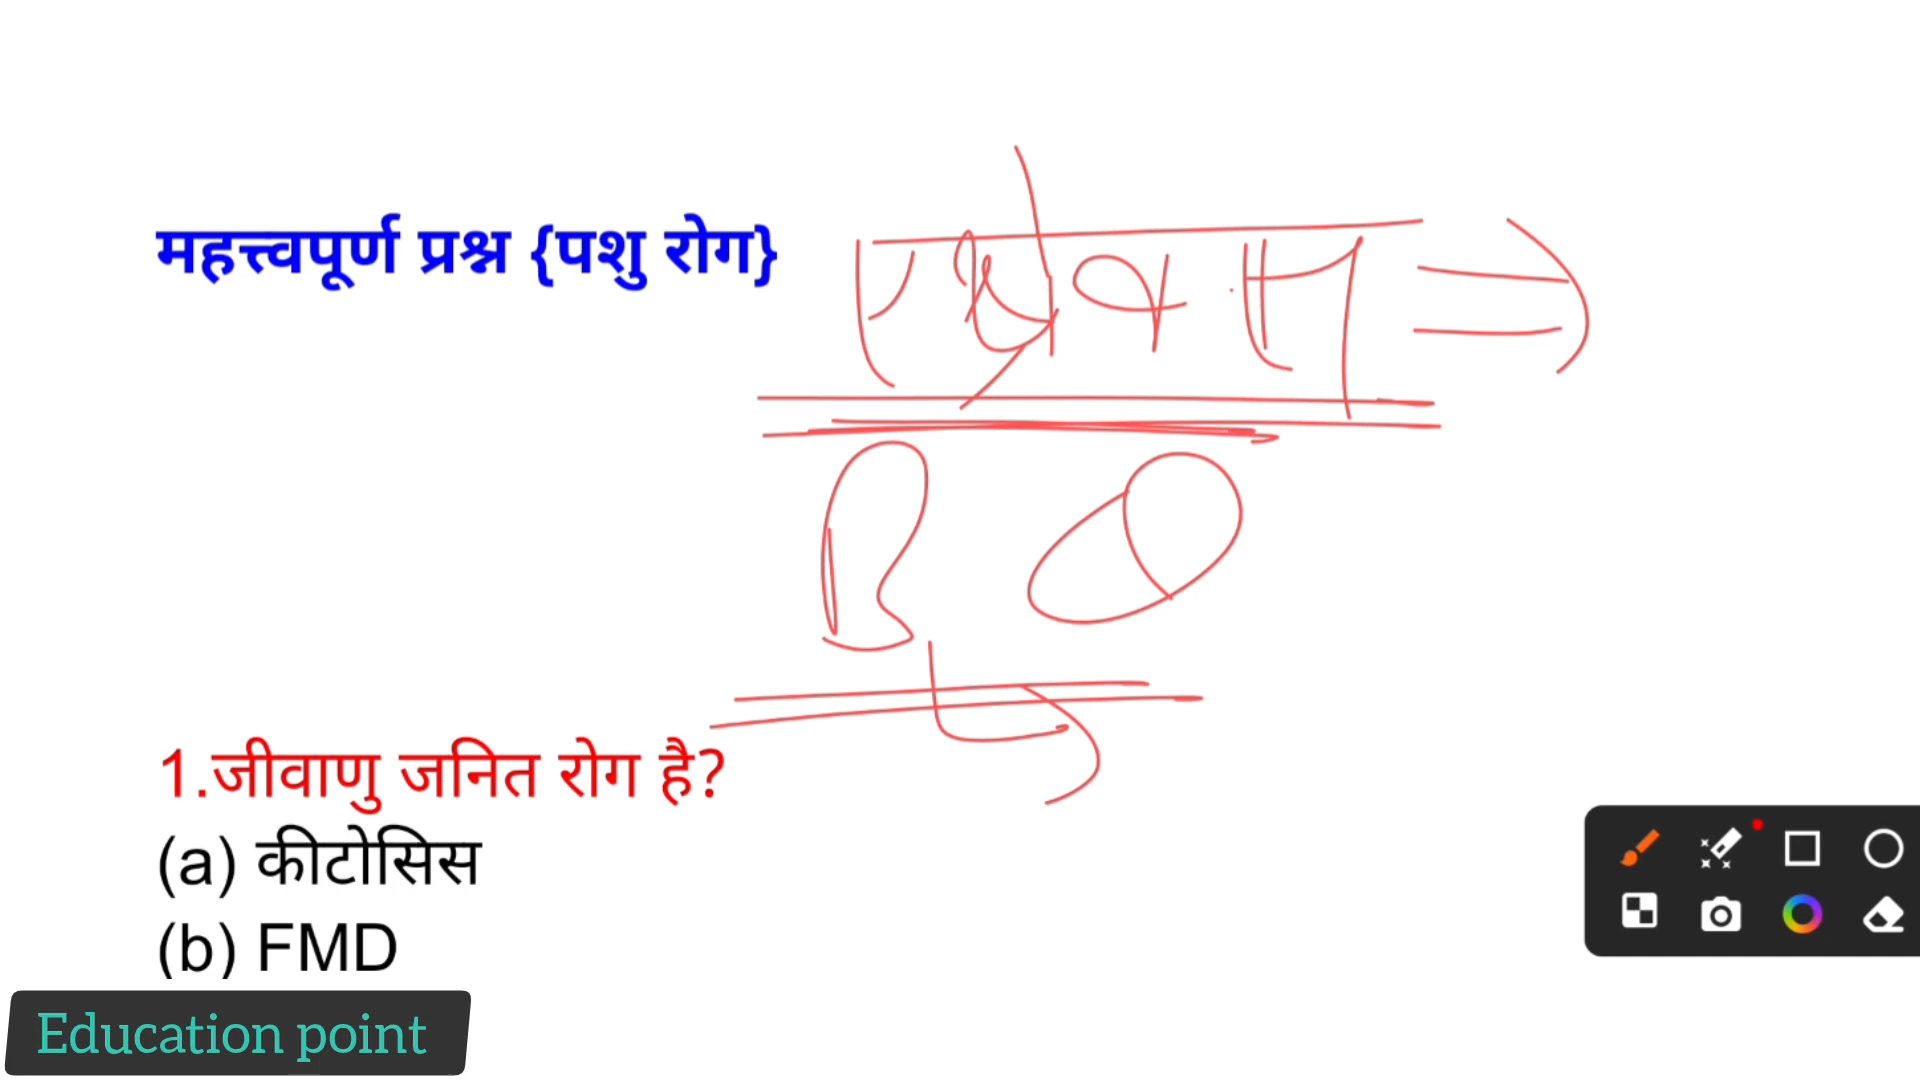 महत्त्वपूर्ण प्रश्न {पशु रोग}
1.जीवाणु जनित रोग है?
(a) कीटोसिस
(b) FMD
Education point